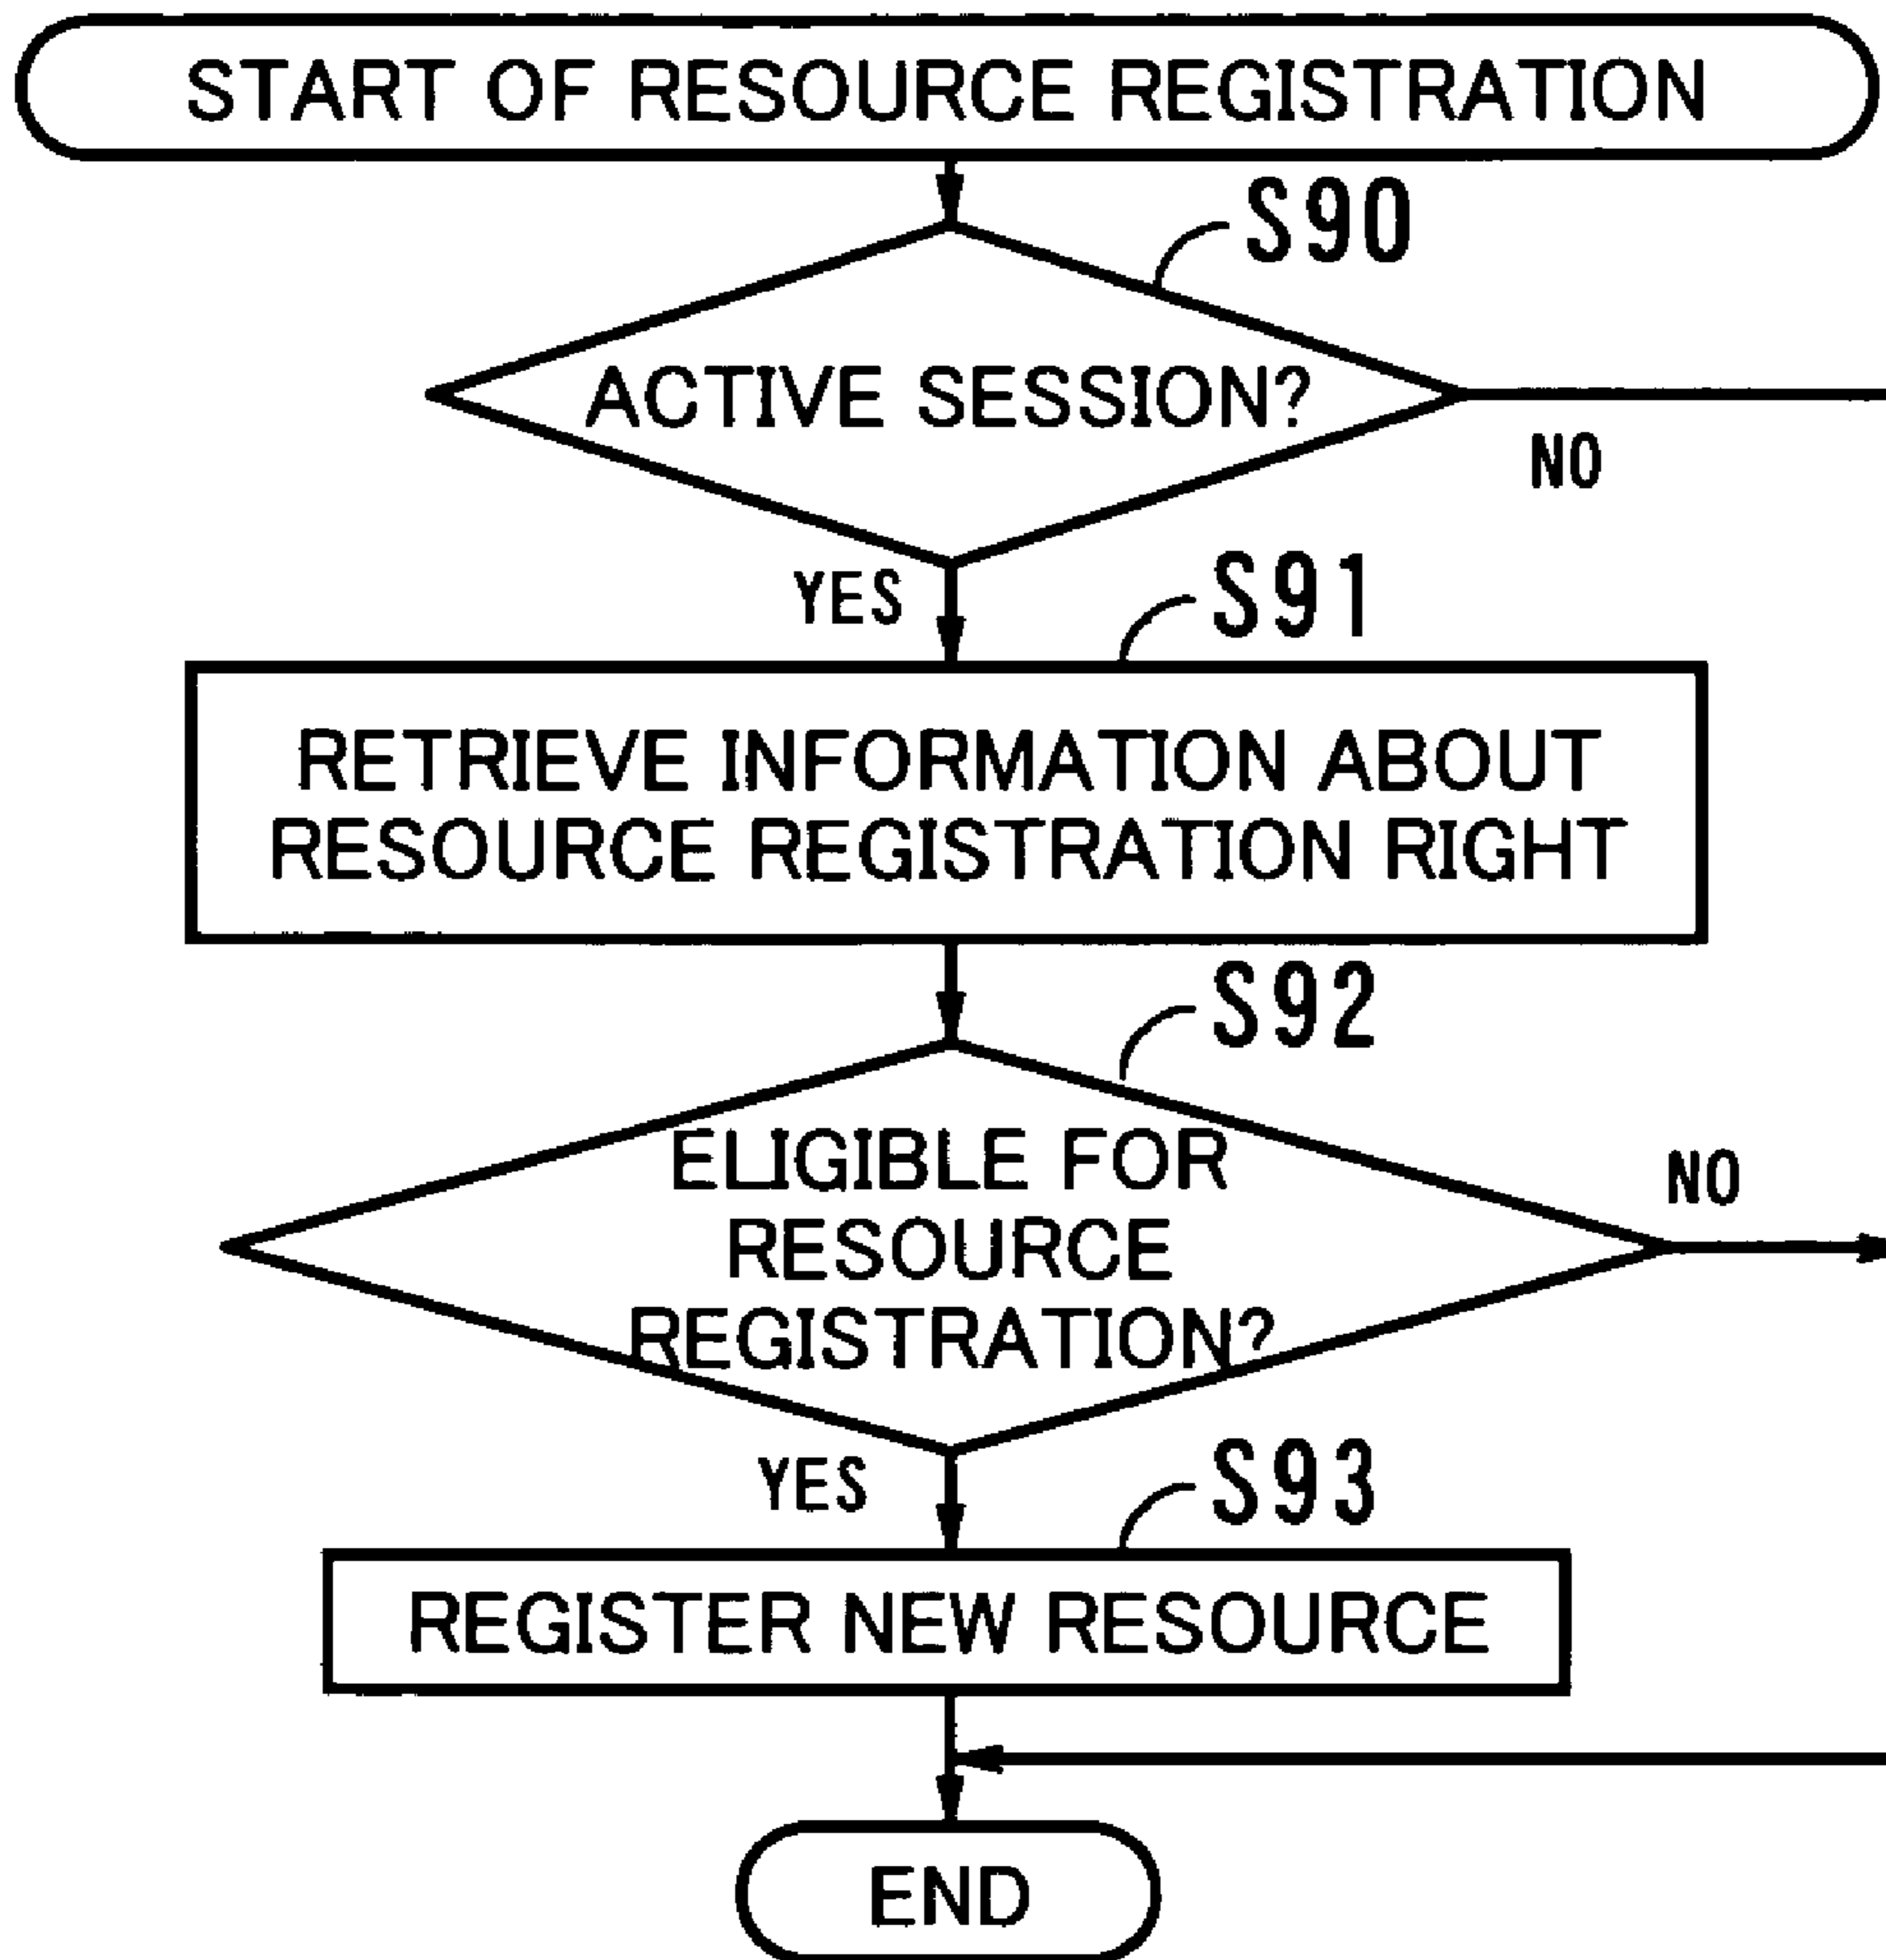 START OF RESOURCE REGISTRATION
S90
ACTIVE SESSION?
NO
YES
S91
RETRIEVE INFORMATION ABOUT
RESOURCE REGISTRATION RIGHT
S92
ELIGIBLE FOR
NO
RESOURCE
REGISTRATION?
YES
S93
REGISTER NEW RESOURCE
END